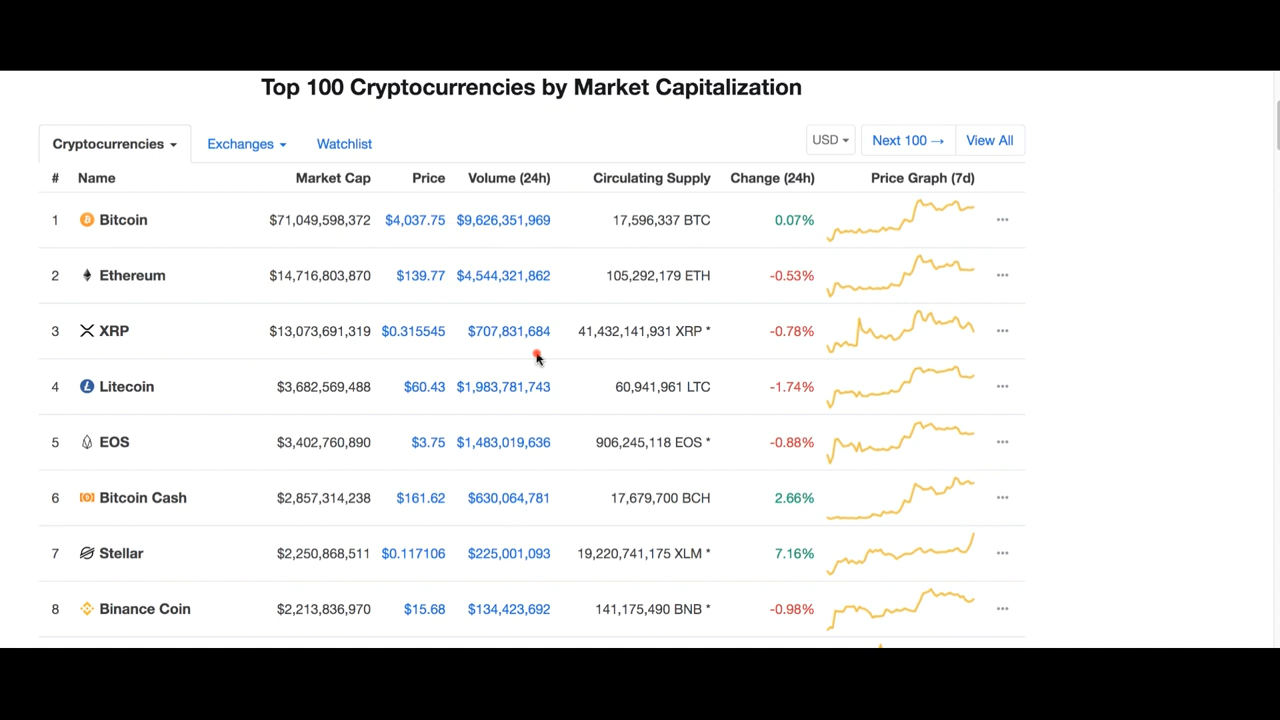 Top 100 Cryptocurrencies by Market Capitalization
Cryptocurrencies Exchanges Watchlist USD Next 100 → View All
# Name Market Cap Price Volume (24h) Circulating Supply Change (24h) Price Graph (7d)
1 Bitcoin $71,049,598,372 $4,037.75 $9,626,351,969 17,596,337 BTC 0.07%
2 Ethereum $14,716,803,870 $139.77 $4,544,321,862 105,292,179 ETH -0.53%
3 XRP $13,073,691,319 $0.315545 $707,831,684 41,432,141,931 XRP * -0.78%
4 Litecoin $3,682,569,488 $60.43 $1,983,781,743 60,941,961 LTC -1.74%
5 EOS $3,402,760,890 $3.75 $1,483,019,636 906,245,118 EOS * -0.88%
6 Bitcoin Cash $2,857,314,238 $161.62 $630,064,781 17,679,700 BCH 2.66%
7 Stellar $2,250,868,511 $0.117106 $225,001,093 19,220,741,175 XLM * 7.16%
8 Binance Coin $2,213,836,970 $15.68 $134,423,692 141,175,490 BNB * -0.98%